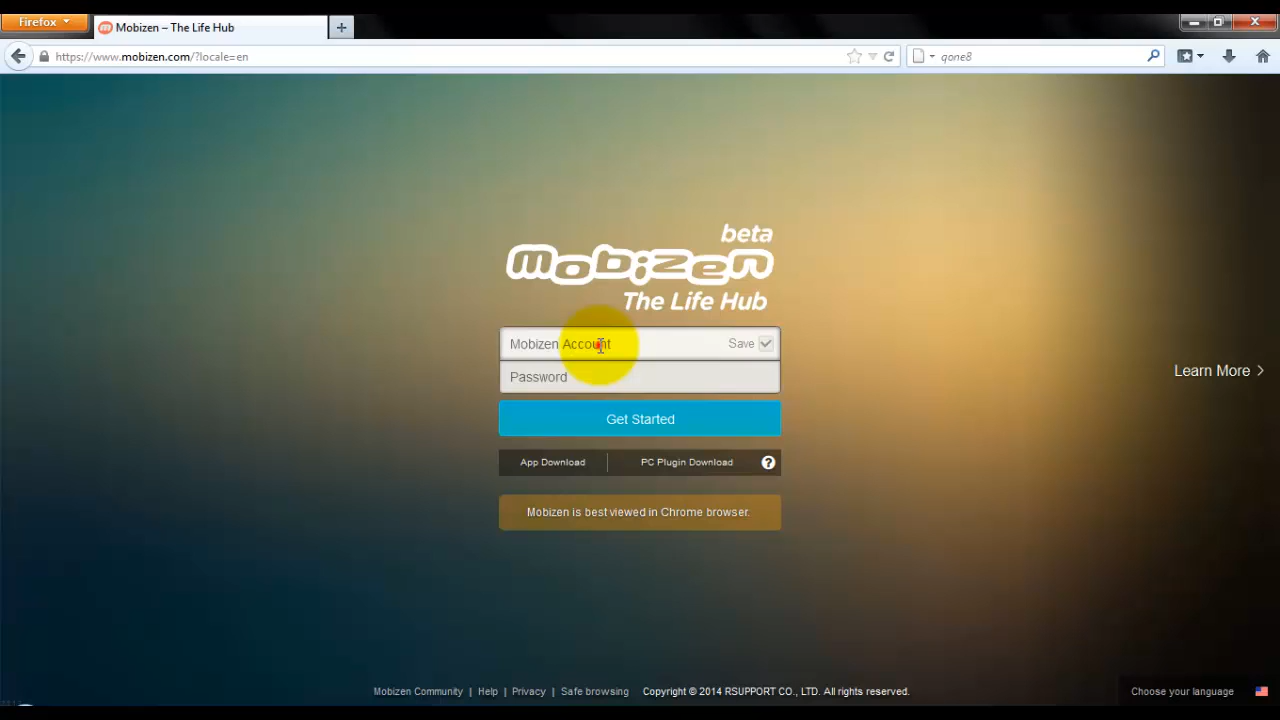 Firefox
Mobizen – The Life Hub
https://www.mobizen.com/?locale=en
qone8
beta
mobizen
The Life Hub
Mobizen Account
Save
Password
Get Started
Learn More
App Download
PC Plugin Download
?
Mobizen is best viewed in Chrome browser.
Mobizen Community | Help | Privacy | Safe browsing Copyright © 2014 RSUPPORT CO., LTD. All rights reserved.
Choose your language